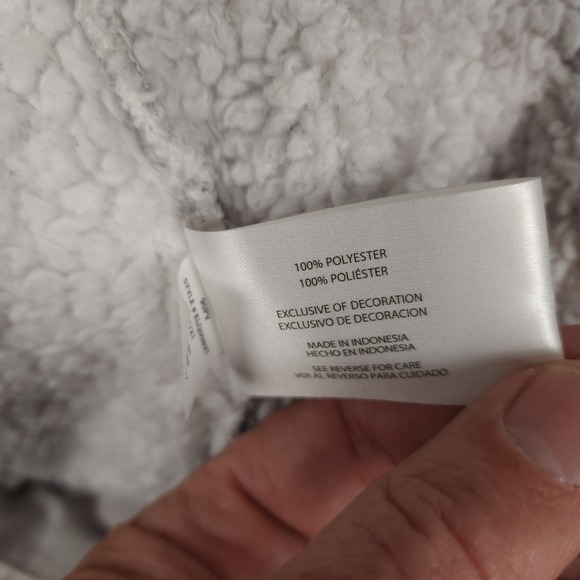 100% POLYESTER
100% POLIÉSTER
EXCLUSIVE OF DECORATION
EXCLUSIVO DE DECORACION
MADE IN INDONESIA
HECHO EN INDONESIA
SEE REVERSE FOR CARE
VER AL REVERSO PARA CUIDADO
STYLE #